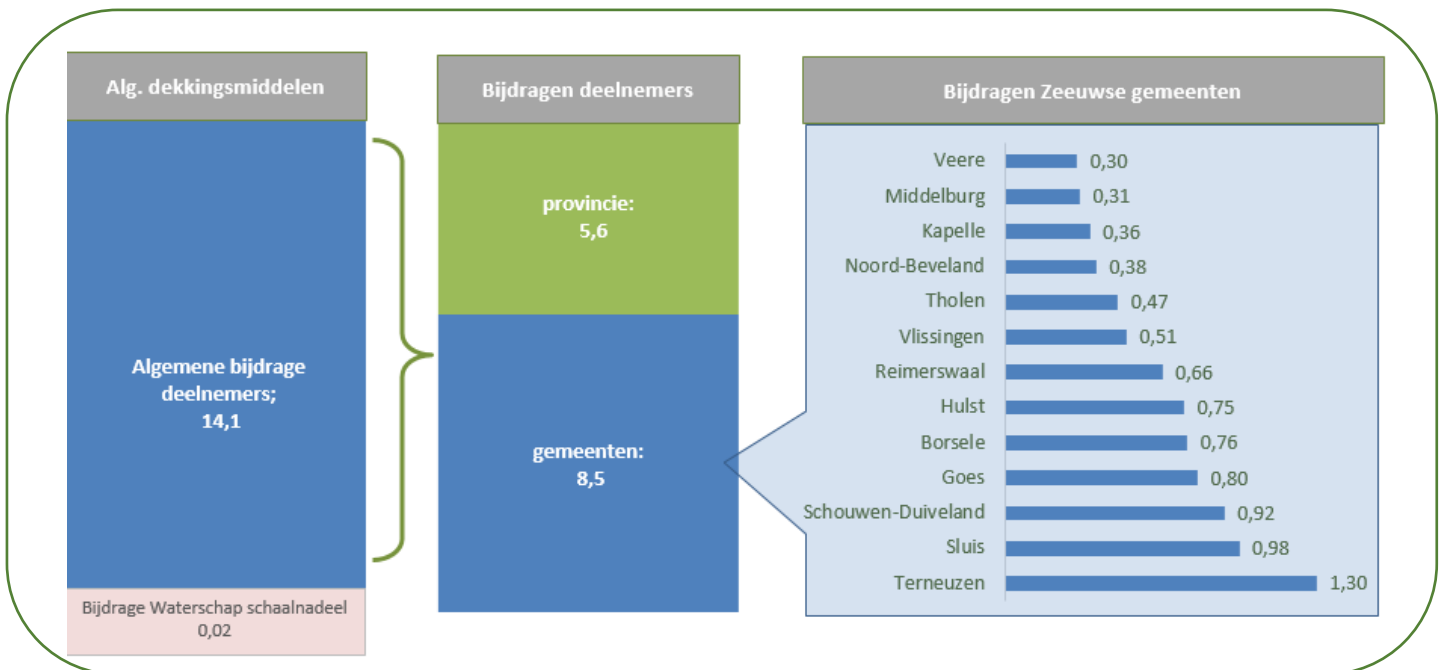 Alg. dekkingsmiddelen
Algemene bijdrage
deelnemers;
14,1
Bijdrage Waterschap schaalnadeel
0,02
Bijdragen deelnemers
provincie:
5,6
gemeenten:
8,5
Bijdragen Zeeuwse gemeenten
Veere 0,30
Middelburg 0,31
Kapelle 0,36
Noord-Beveland 0,38
Tholen 0,47
Vlissingen 0,51
Reimerswaal 0,66
Hulst 0,75
Borsele 0,76
Goes 0,80
Schouwen-Duiveland 0,92
Sluis 0,98
Terneuzen 1,30